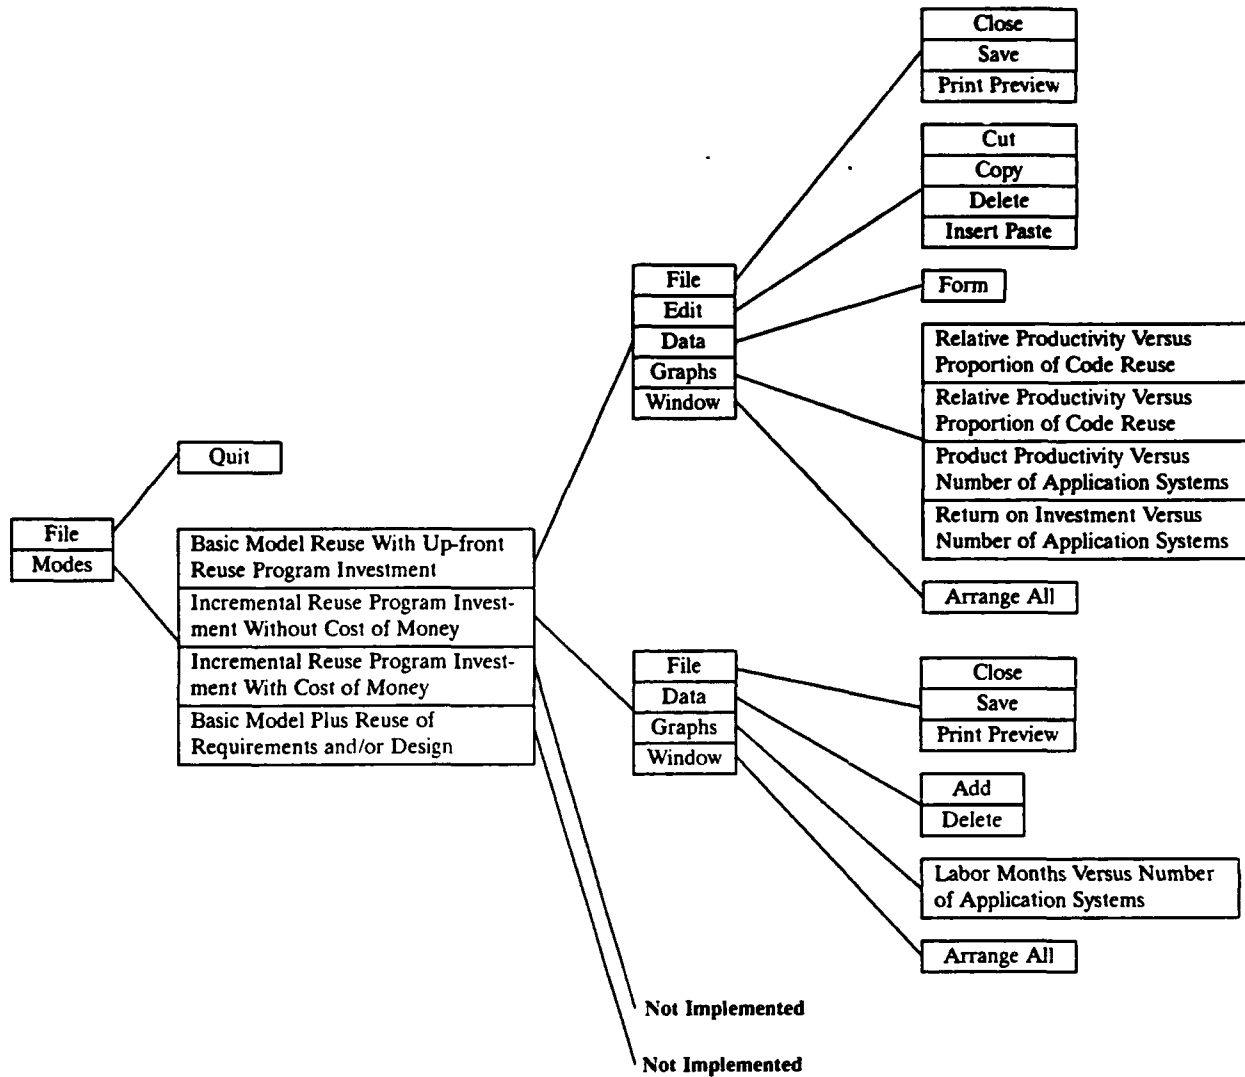 Close
Save
Print Preview
Cut
Copy
Delete
Insert Paste
File
Edit
Data
Graphs
Window
Form
Relative Productivity Versus
Proportion of Code Reuse
Relative Productivity Versus
Proportion of Code Reuse
Product Productivity Versus
Number of Application Systems
Return on Investment Versus
Number of Application Systems
Arrange All
Quit
File
Modes
Basic Model Reuse With Up-front
Reuse Program Investment
Incremental Reuse Program Invest-
ment Without Cost of Money
Incremental Reuse Program Invest-
ment With Cost of Money
Basic Model Plus Reuse of
Requirements and/or Design
File
Data
Graphs
Window
Close
Save
Print Preview
Add
Delete
Labor Months Versus Number
of Application Systems
Arrange All
Not Implemented
Not Implemented